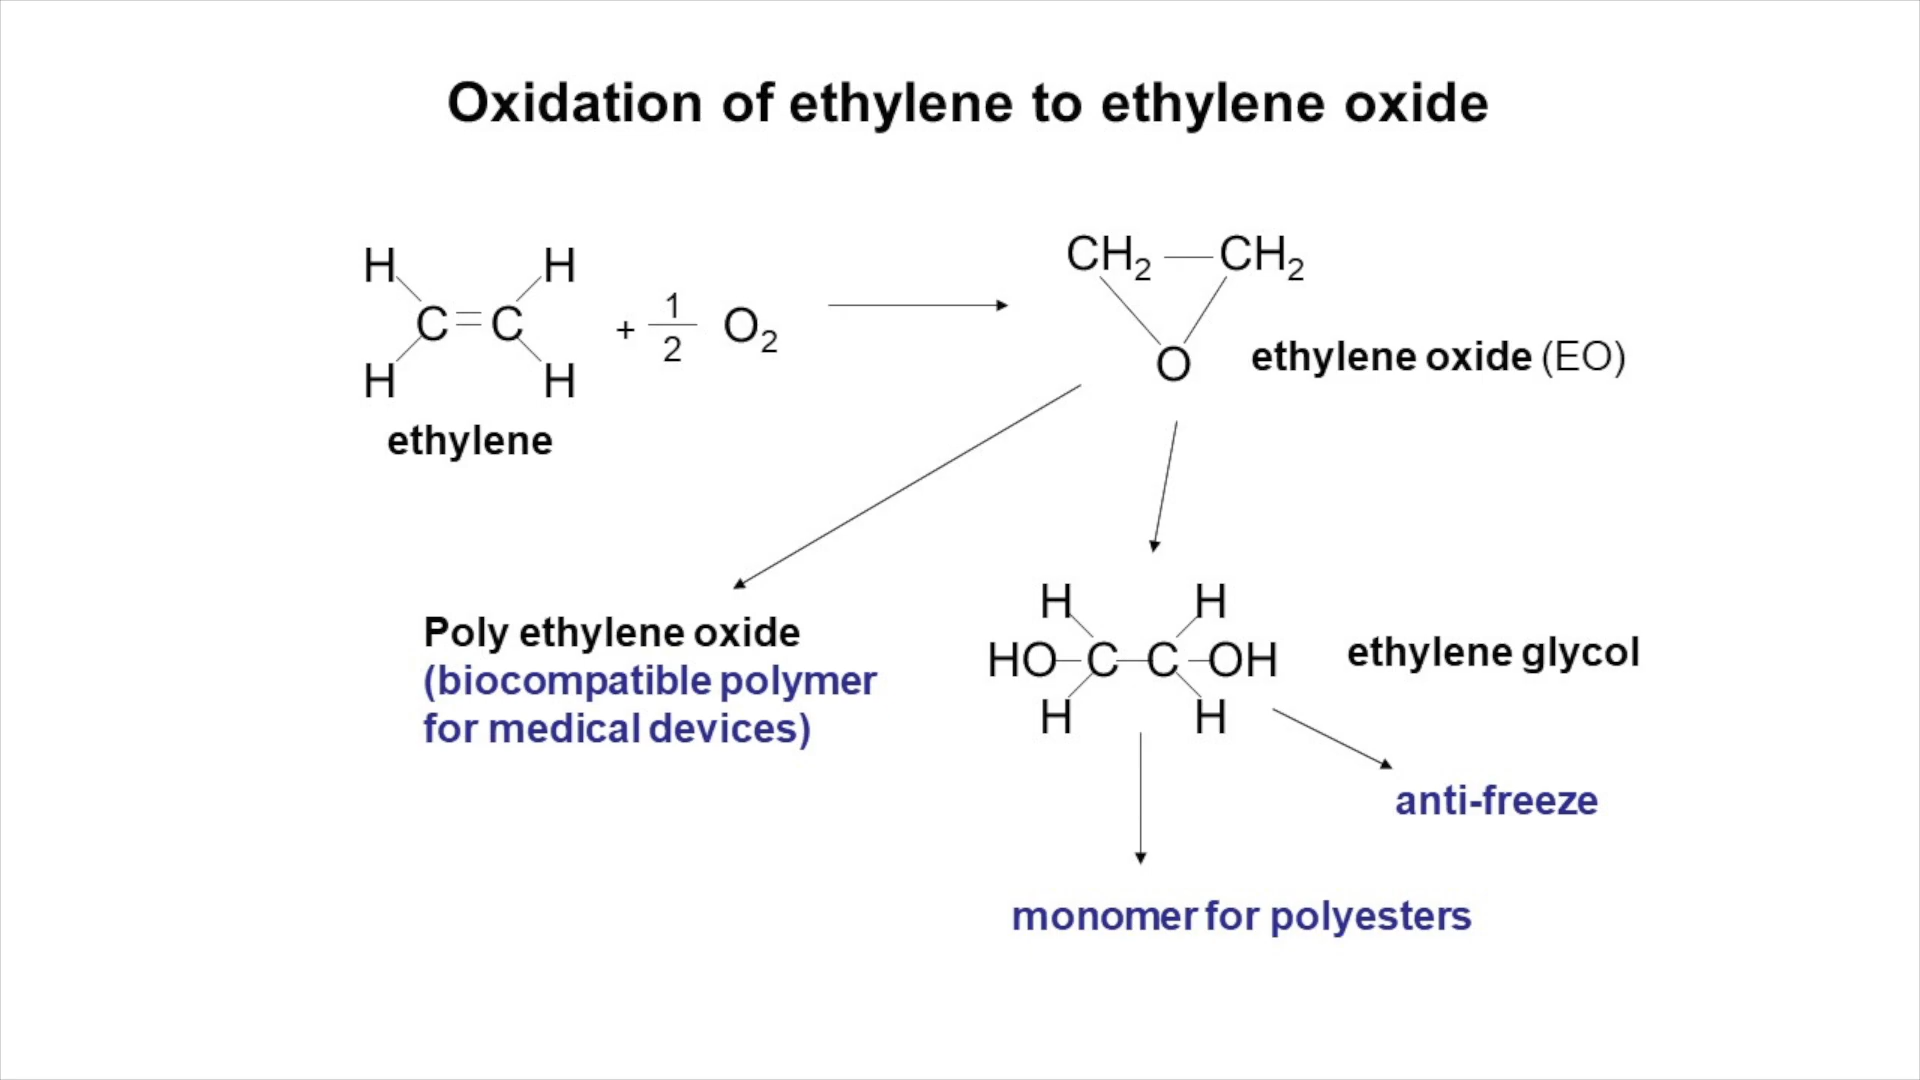 Oxidation of ethylene to ethylene oxide
H H
C=C
H H
+ 1/2 O₂
ethylene
CH₂—CH₂
O
ethylene oxide (EO)
Poly ethylene oxide
(biocompatible polymer
for medical devices)
H H
HO–C–C–OH
H H
ethylene glycol
anti-freeze
monomer for polyesters